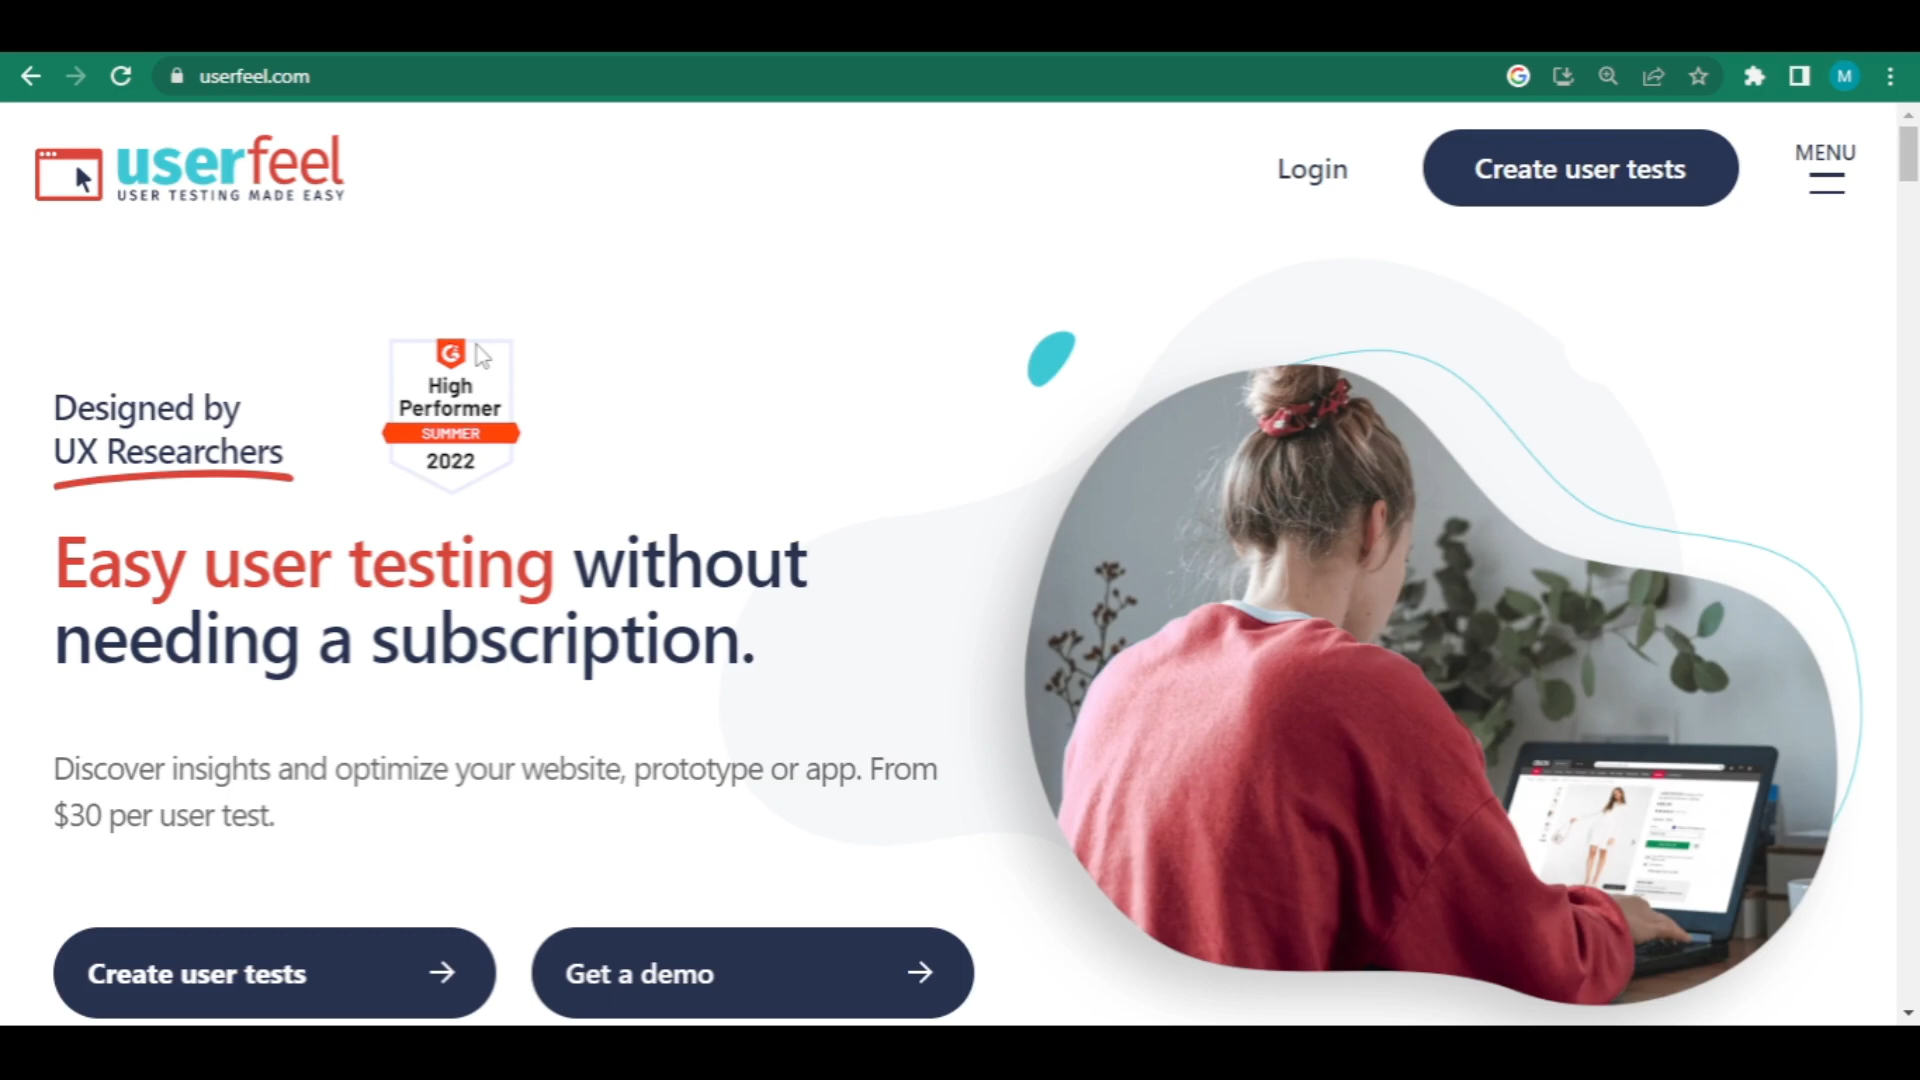 userfeel.com
M
userfeel
USER TESTING MADE EASY
Login
Create user tests
MENU
Designed by
UX Researchers
High
Performer
SUMMER
2022
Easy user testing without
needing a subscription.
Discover insights and optimize your website, prototype or app. From
$30 per user test.
Create user tests
Get a demo